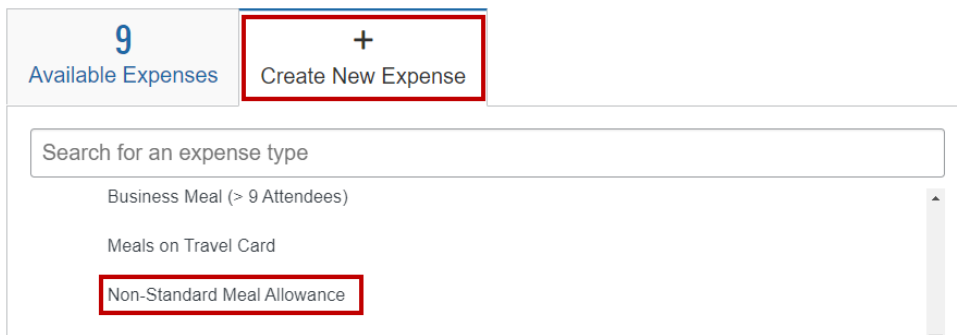 9
Available Expenses
+
Create New Expense
Search for an expense type
Business Meal (> 9 Attendees)
Meals on Travel Card
Non-Standard Meal Allowance